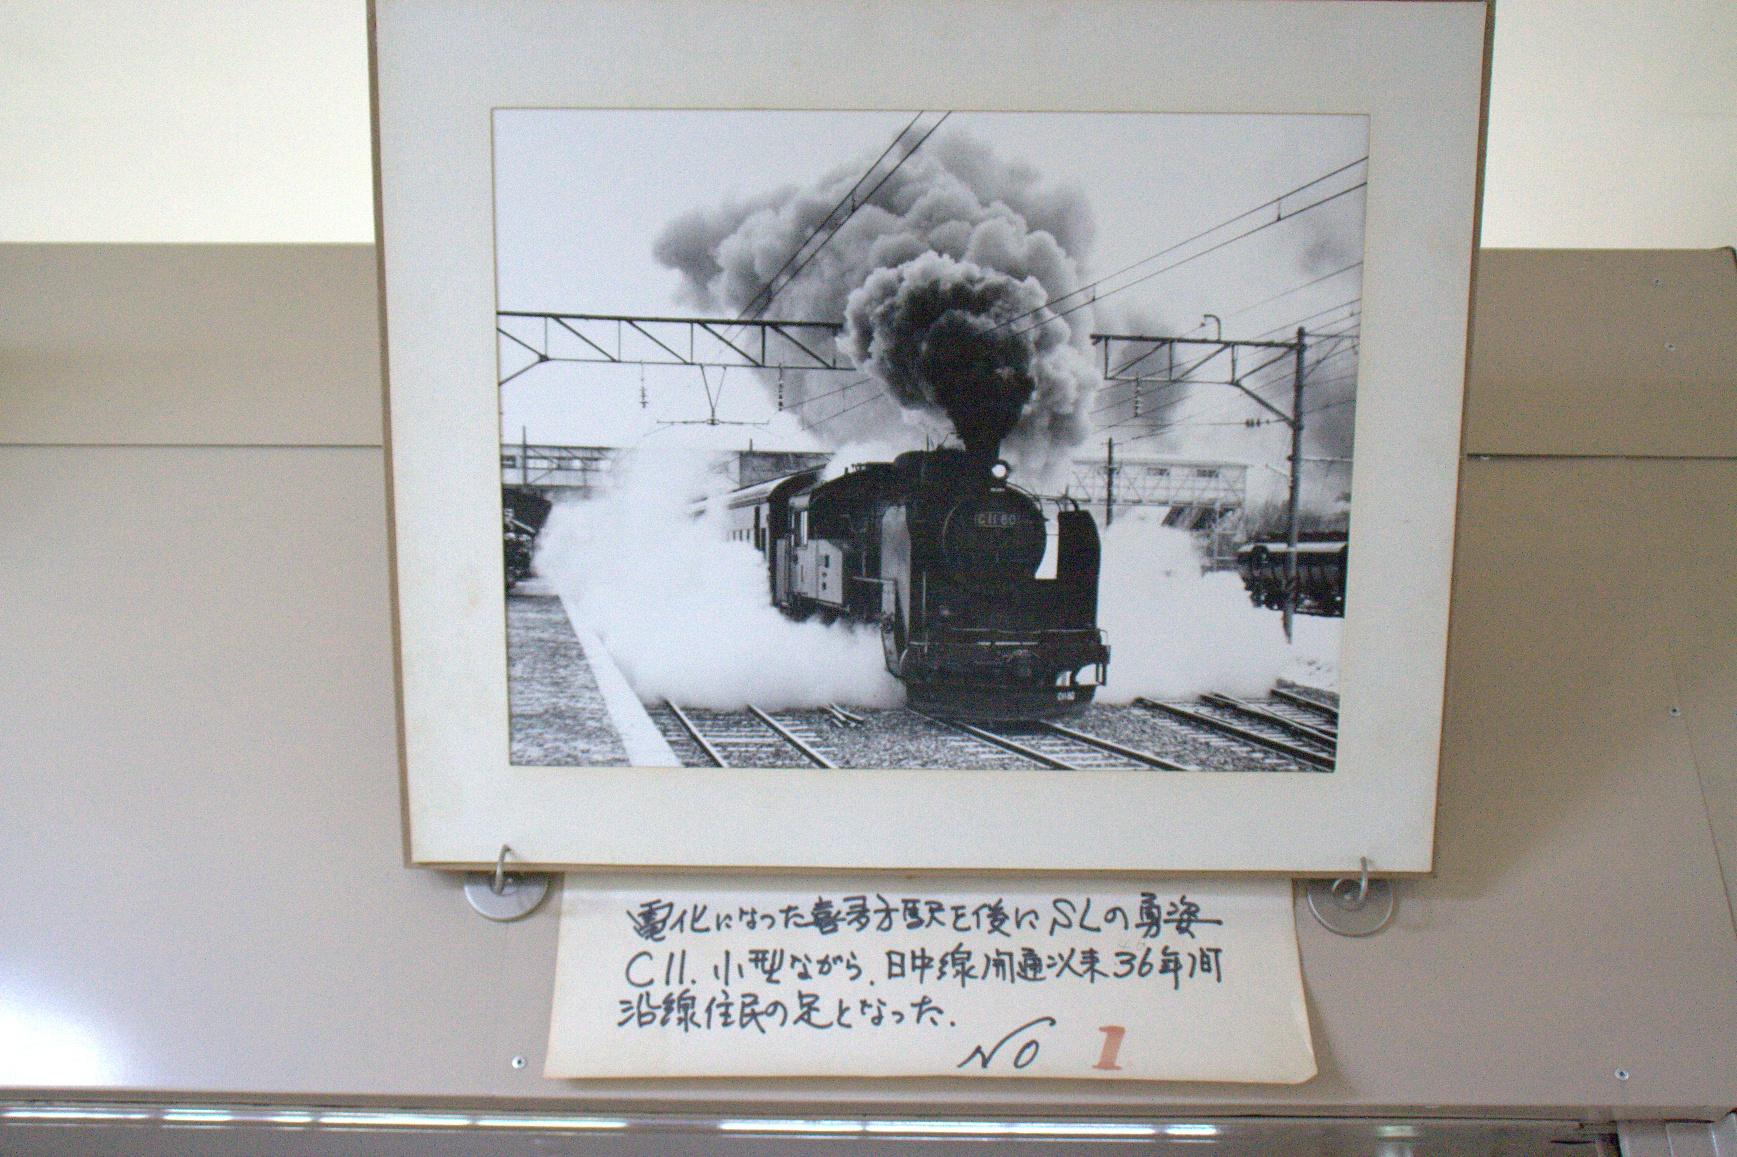 C11 60
電化になった喜多方駅を後にSLの勇姿
C11.小型ながら.日中線開通以来36年間
沿線住民の足となった.
NO 1